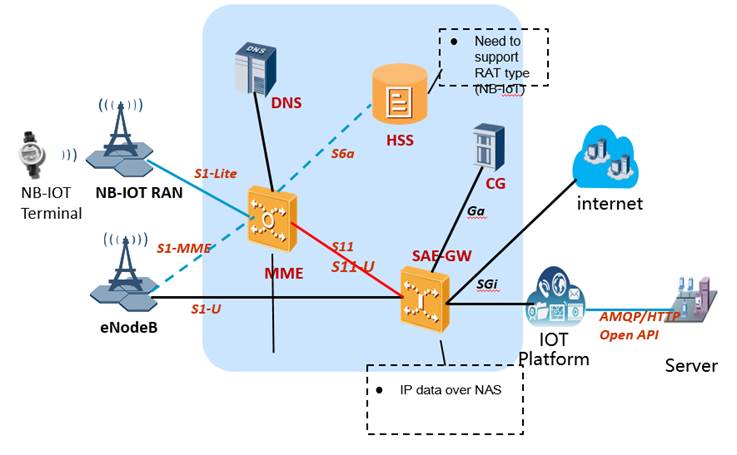 DNS
DNS
● Need to
support
RAT type
(NB-IoT)
HSS
NB-IOT
Terminal
NB-IOT RAN
S1-Lite
S6a
CG
internet
S1-MME
MME
S11
S11-U
Ga
SAE-GW
SGi
eNodeB
S1-U
IOT
Platform
AMQP/HTTP
Open API
Server
● IP data over NAS